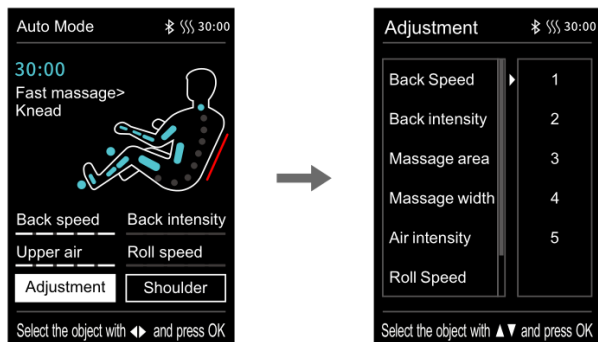 Auto Mode 30:00
30:00
Fast massage>
Knead
Back speed Back intensity
Upper air Roll speed
Adjustment Shoulder
Select the object with ◀▶ and press OK
Adjustment 30:00
Back Speed ▶ 1
Back intensity 2
Massage area 3
Massage width 4
Air intensity 5
Roll Speed
Select the object with ▲▼ and press OK